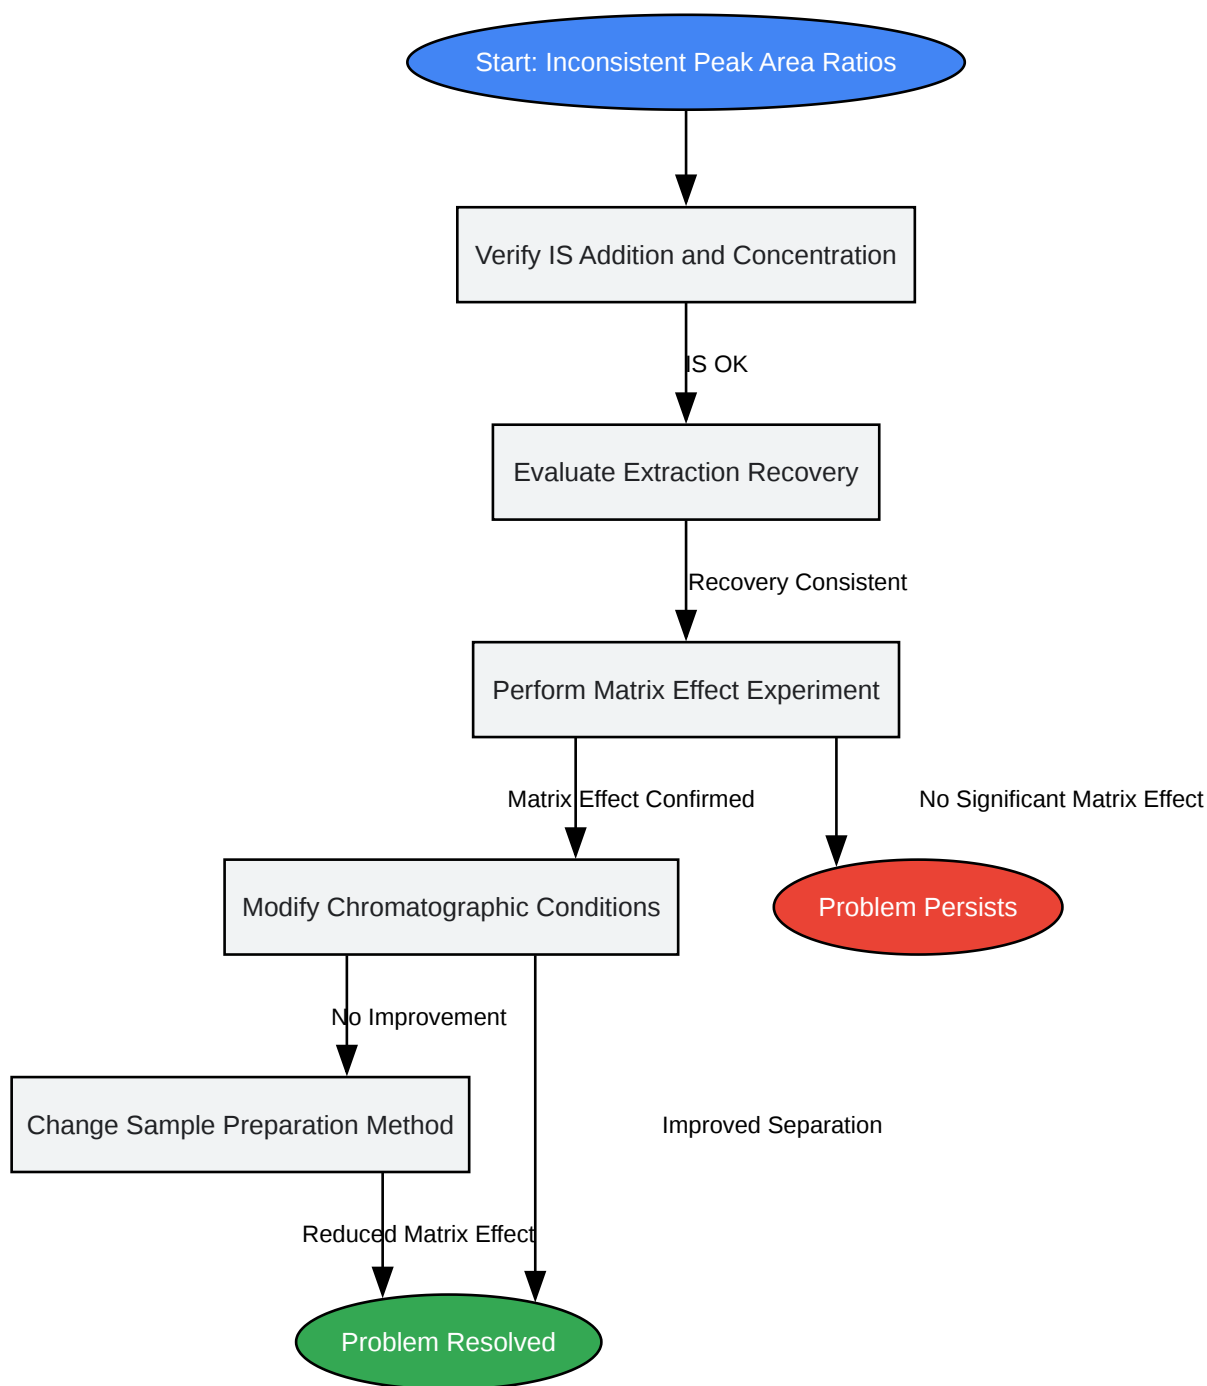 Start: Inconsistent Peak Area Ratios
Verify IS Addition and Concentration
IS OK
Evaluate Extraction Recovery
Recovery Consistent
Perform Matrix Effect Experiment
Matrix Effect Confirmed
No Significant Matrix Effect
Modify Chromatographic Conditions
Problem Persists
No Improvement
Change Sample Preparation Method
Improved Separation
Reduced Matrix Effect
Problem Resolved